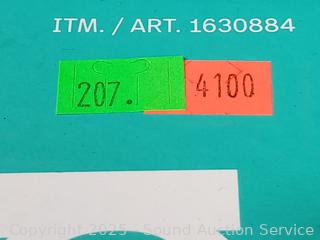 ITM. / ART. 1630884
207. 4100
Copyright 2025 - Sound Auction Service